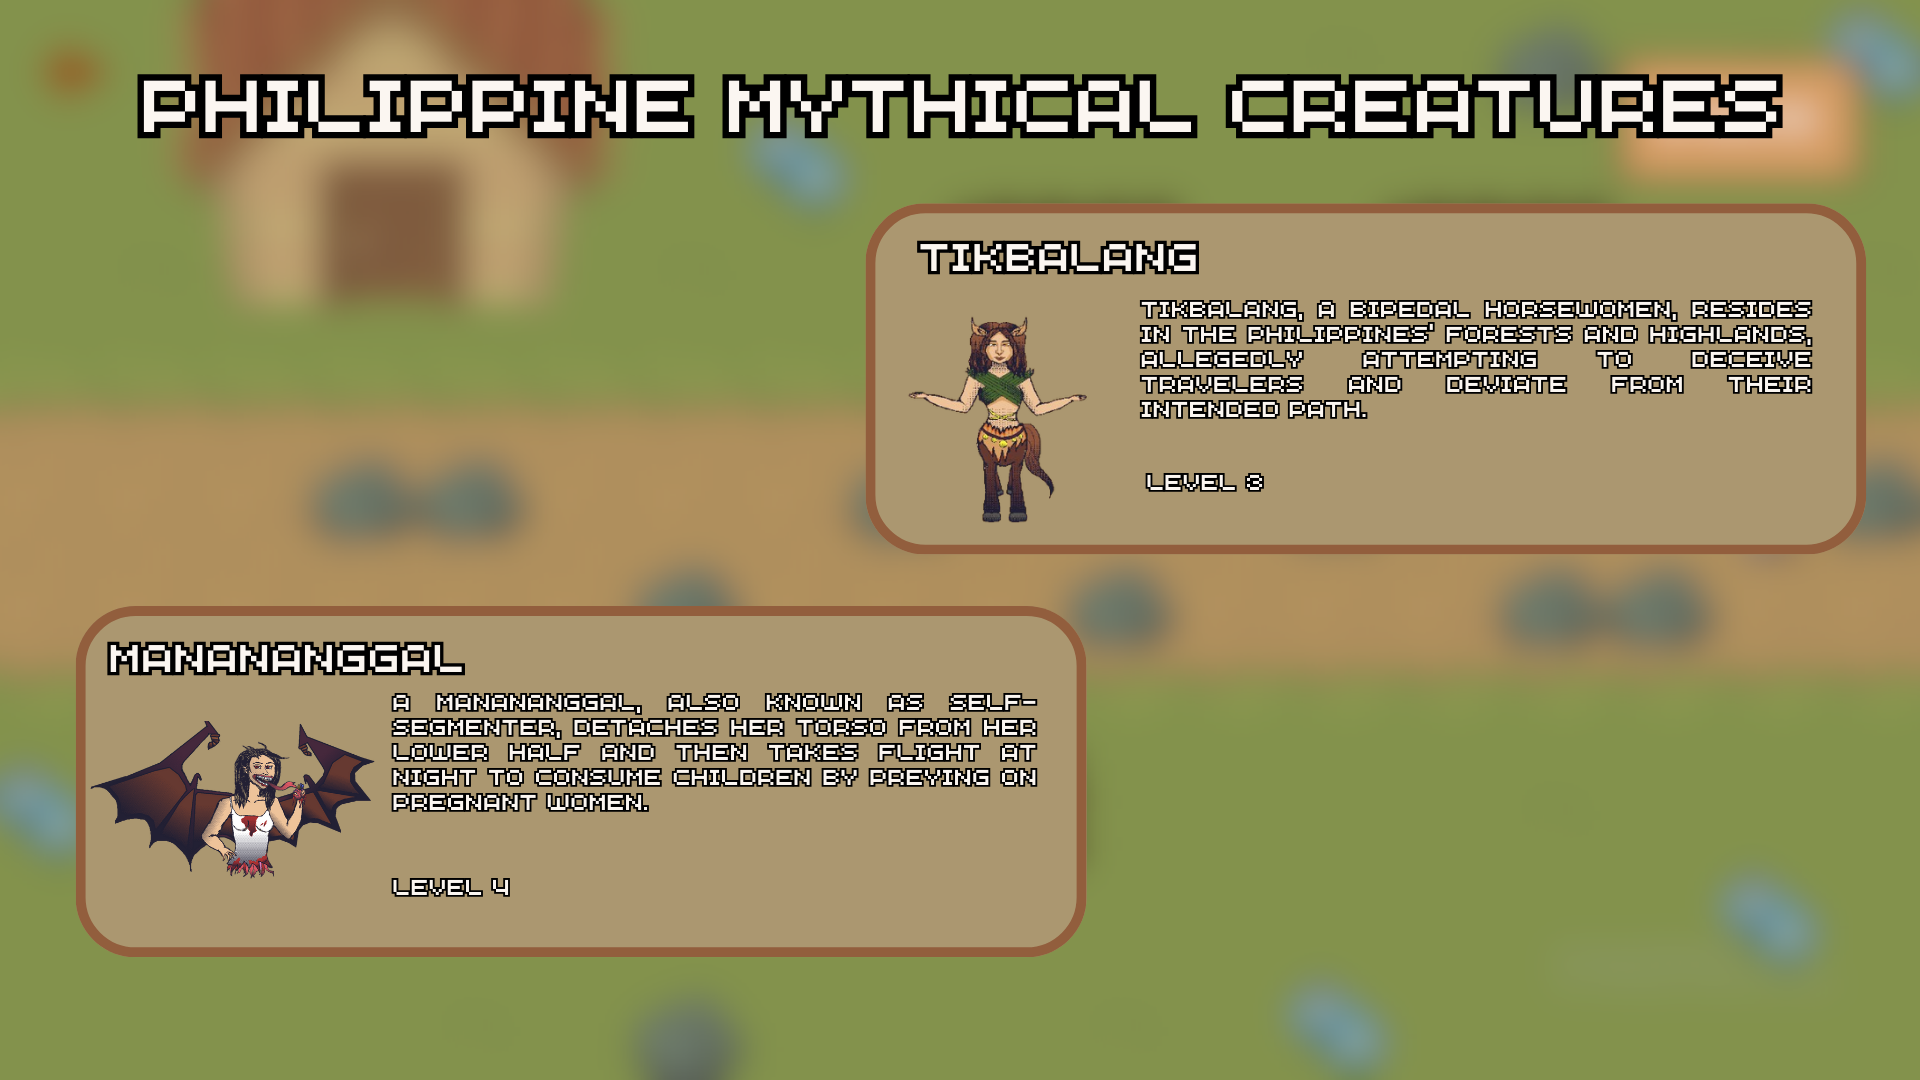 PHILIPPINE MYTHICAL CREATURES
TIKBALANG
TIKBALANG, A BIPEDAL HORSEWOMEN, RESIDES
IN THE PHILIPPINES' FORESTS AND HIGHLANDS,
ALLEGEDLY ATTEMPTING TO DECEIVE
TRAVELERS AND DEVIATE FROM THEIR
INTENDED PATH.
LEVEL 3
MANANANGGAL
A MANANANGGAL, ALSO KNOWN AS SELF-
SEGMENTER, DETACHES HER TORSO FROM HER
LOWER HALF AND THEN TAKES FLIGHT AT
NIGHT TO CONSUME CHILDREN BY PREYING ON
PREGNANT WOMEN.
LEVEL 4